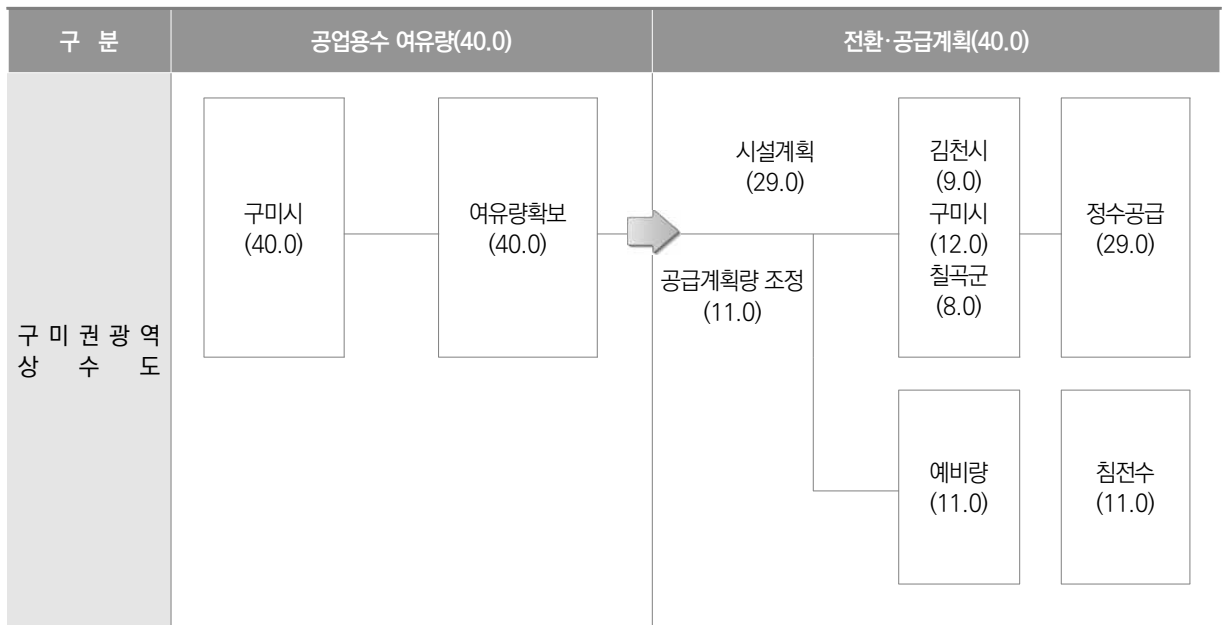 구 분
공업용수 여유량(40.0)
전환·공급계획(40.0)
구 미 권 광 역
상 수 도
구미시
(40.0)
여유량확보
(40.0)
시설계획
(29.0)
공급계획량 조정
(11.0)
김천시
(9.0)
구미시
(12.0)
칠곡군
(8.0)
정수공급
(29.0)
예비량
(11.0)
침전수
(11.0)